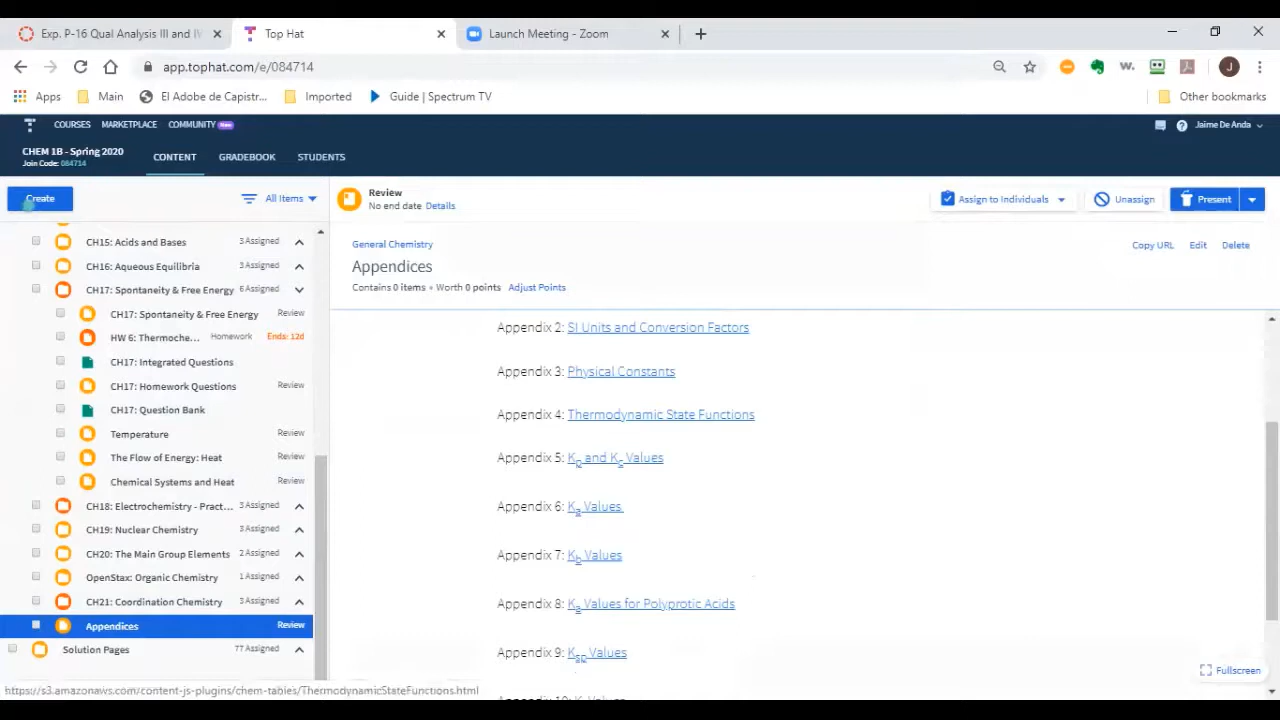 Exp. P-16 Qual Analysis III and IV
Top Hat
Launch Meeting - Zoom
app.tophat.com/e/084714
Apps
Main
El Adobe de Capistr...
Imported
Guide | Spectrum TV
Other bookmarks
COURSES MARKETPLACE COMMUNITY New
Jaime De Anda
CHEM 1B - Spring 2020
Join Code: 084714
CONTENT GRADEBOOK STUDENTS
Create
All Items
Review
No end date Details
Assign to Individuals
Unassign
Present
CH15: Acids and Bases 3 Assigned
CH16: Aqueous Equilibria 3 Assigned
CH17: Spontaneity & Free Energy 6 Assigned
CH17: Spontaneity & Free Energy Review
HW 6: Thermoche... Homework Ends: 12d
CH17: Integrated Questions
CH17: Homework Questions Review
CH17: Question Bank
Temperature Review
The Flow of Energy: Heat Review
Chemical Systems and Heat Review
CH18: Electrochemistry - Pract... 3 Assigned
CH19: Nuclear Chemistry 3 Assigned
CH20: The Main Group Elements 2 Assigned
OpenStax: Organic Chemistry 1 Assigned
CH21: Coordination Chemistry 3 Assigned
Appendices Review
Solution Pages 77 Assigned
https://s3.amazonaws.com/content-js-plugins/chem-tables/ThermodynamicStateFunctions.html
General Chemistry
Copy URL Edit Delete
Appendices
Contains 0 items • Worth 0 points Adjust Points
Appendix 2: SI Units and Conversion Factors
Appendix 3: Physical Constants
Appendix 4: Thermodynamic State Functions
Appendix 5: Kp and Kc Values
Appendix 6: Ka Values
Appendix 7: Kb Values
Appendix 8: Ka Values for Polyprotic Acids
Appendix 9: Ksp Values
Fullscreen